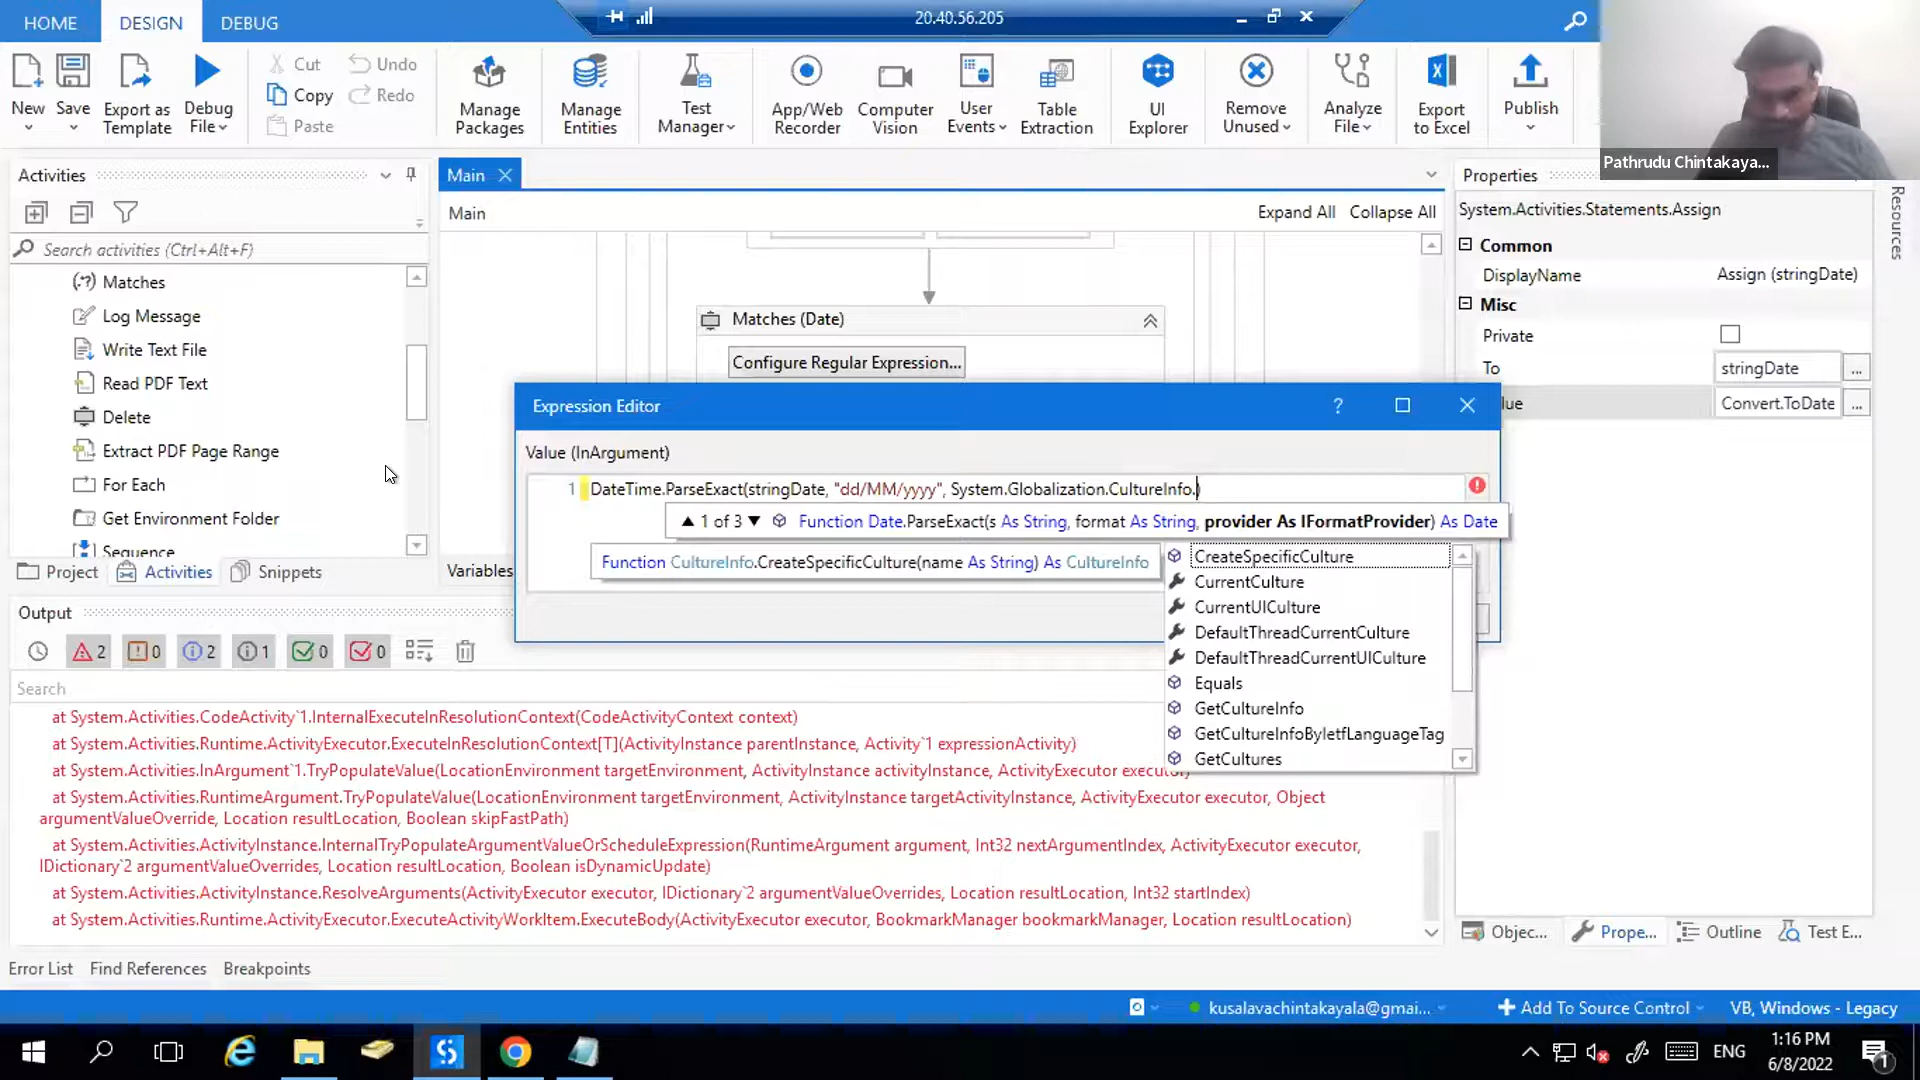 HOME DESIGN DEBUG
20.40.56.205
New Save Export as Template Debug File
Cut Copy Paste Undo Redo
Manage Packages
Manage Entities
Test Manager
App/Web Recorder
Computer Vision
User Events
Table Extraction
UI Explorer
Remove Unused
Analyze File
Export to Excel
Publish
Pathrudu Chintakaya...
Activities
Search activities (Ctrl+Alt+F)
Matches
Log Message
Write Text File
Read PDF Text
Delete
Extract PDF Page Range
For Each
Get Environment Folder
Sequence
Project Activities Snippets
Main
Main Expand All Collapse All
Matches (Date)
Configure Regular Expression...
Variables
Expression Editor ?
Value (InArgument)
1 DateTime.ParseExact(stringDate, "dd/MM/yyyy", System.Globalization.CultureInfo.)
1 of 3 Function Date.ParseExact(s As String, format As String, provider As IFormatProvider) As Date
Function CultureInfo.CreateSpecificCulture(name As String) As CultureInfo
CreateSpecificCulture
CurrentCulture
CurrentUICulture
DefaultThreadCurrentCulture
DefaultThreadCurrentUICulture
Equals
GetCultureInfo
GetCultureInfoByIetfLanguageTag
GetCultures
Properties
System.Activities.Statements.Assign
Common
DisplayName Assign (stringDate)
Misc
Private
To stringDate ...
lue Convert.ToDate ...
Resources
Objec... Prope... Outline Test E...
Output
2 0 2 1 0 0
Search
at System.Activities.CodeActivity`1.InternalExecuteInResolutionContext(CodeActivityContext context)
at System.Activities.Runtime.ActivityExecutor.ExecuteInResolutionContext[T](ActivityInstance parentInstance, Activity`1 expressionActivity)
at System.Activities.InArgument`1.TryPopulateValue(LocationEnvironment targetEnvironment, ActivityInstance activityInstance, ActivityExecutor executor)
at System.Activities.RuntimeArgument.TryPopulateValue(LocationEnvironment targetEnvironment, ActivityInstance targetActivityInstance, ActivityExecutor executor, Object
argumentValueOverride, Location resultLocation, Boolean skipFastPath)
at System.Activities.ActivityInstance.InternalTryPopulateArgumentValueOrScheduleExpression(RuntimeArgument argument, Int32 nextArgumentIndex, ActivityExecutor executor,
IDictionary`2 argumentValueOverrides, Location resultLocation, Boolean isDynamicUpdate)
at System.Activities.ActivityInstance.ResolveArguments(ActivityExecutor executor, IDictionary`2 argumentValueOverrides, Location resultLocation, Int32 startIndex)
at System.Activities.Runtime.ActivityExecutor.ExecuteActivityWorkItem.ExecuteBody(ActivityExecutor executor, BookmarkManager bookmarkManager, Location resultLocation)
Error List Find References Breakpoints
kusalavachintakayala@gmai... Add To Source Control VB, Windows - Legacy
ENG
1:16 PM
6/8/2022
1